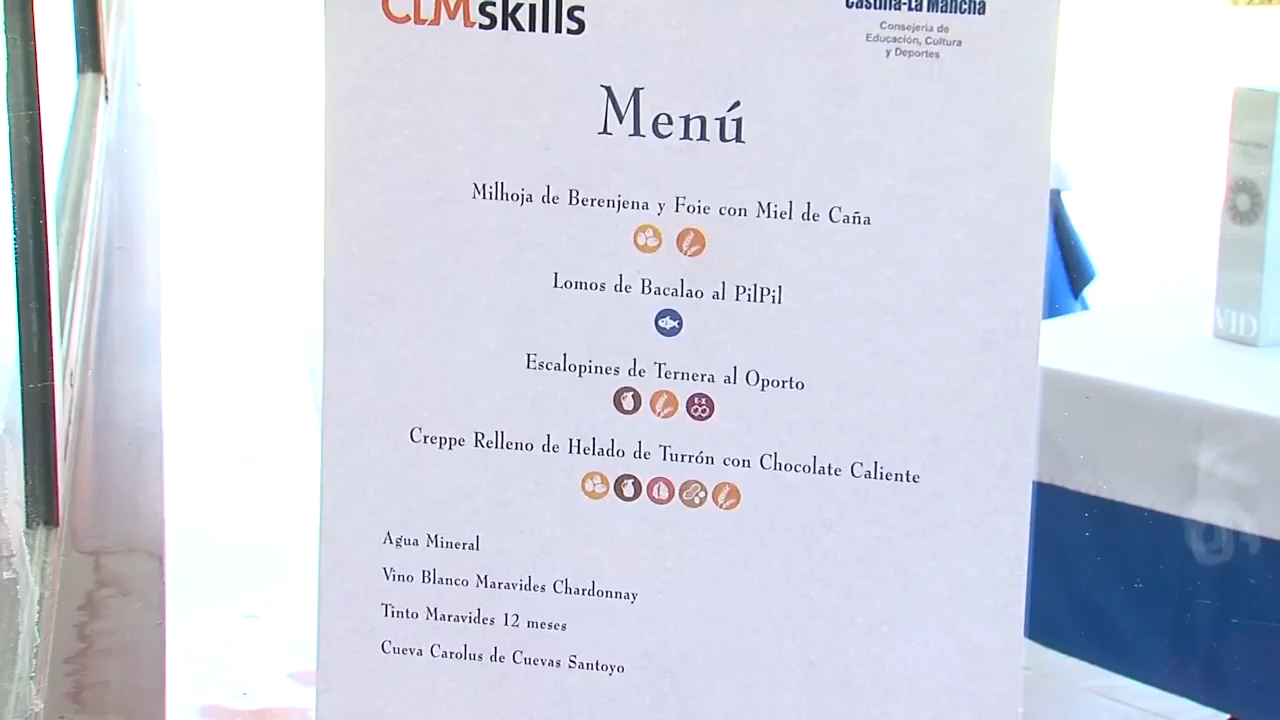 CLMskills
Castilla-La Mancha
Consejería de
Educación, Cultura
y Deportes
Menú
Milhoja de Berenjena y Foie con Miel de Caña
Lomos de Bacalao al PilPil
Escalopines de Ternera al Oporto
E-X
Creppe Relleno de Helado de Turrón con Chocolate Caliente
Agua Mineral
Vino Blanco Maravides Chardonnay
Tinto Maravides 12 meses
Cueva Carolus de Cuevas Santoyo
VID